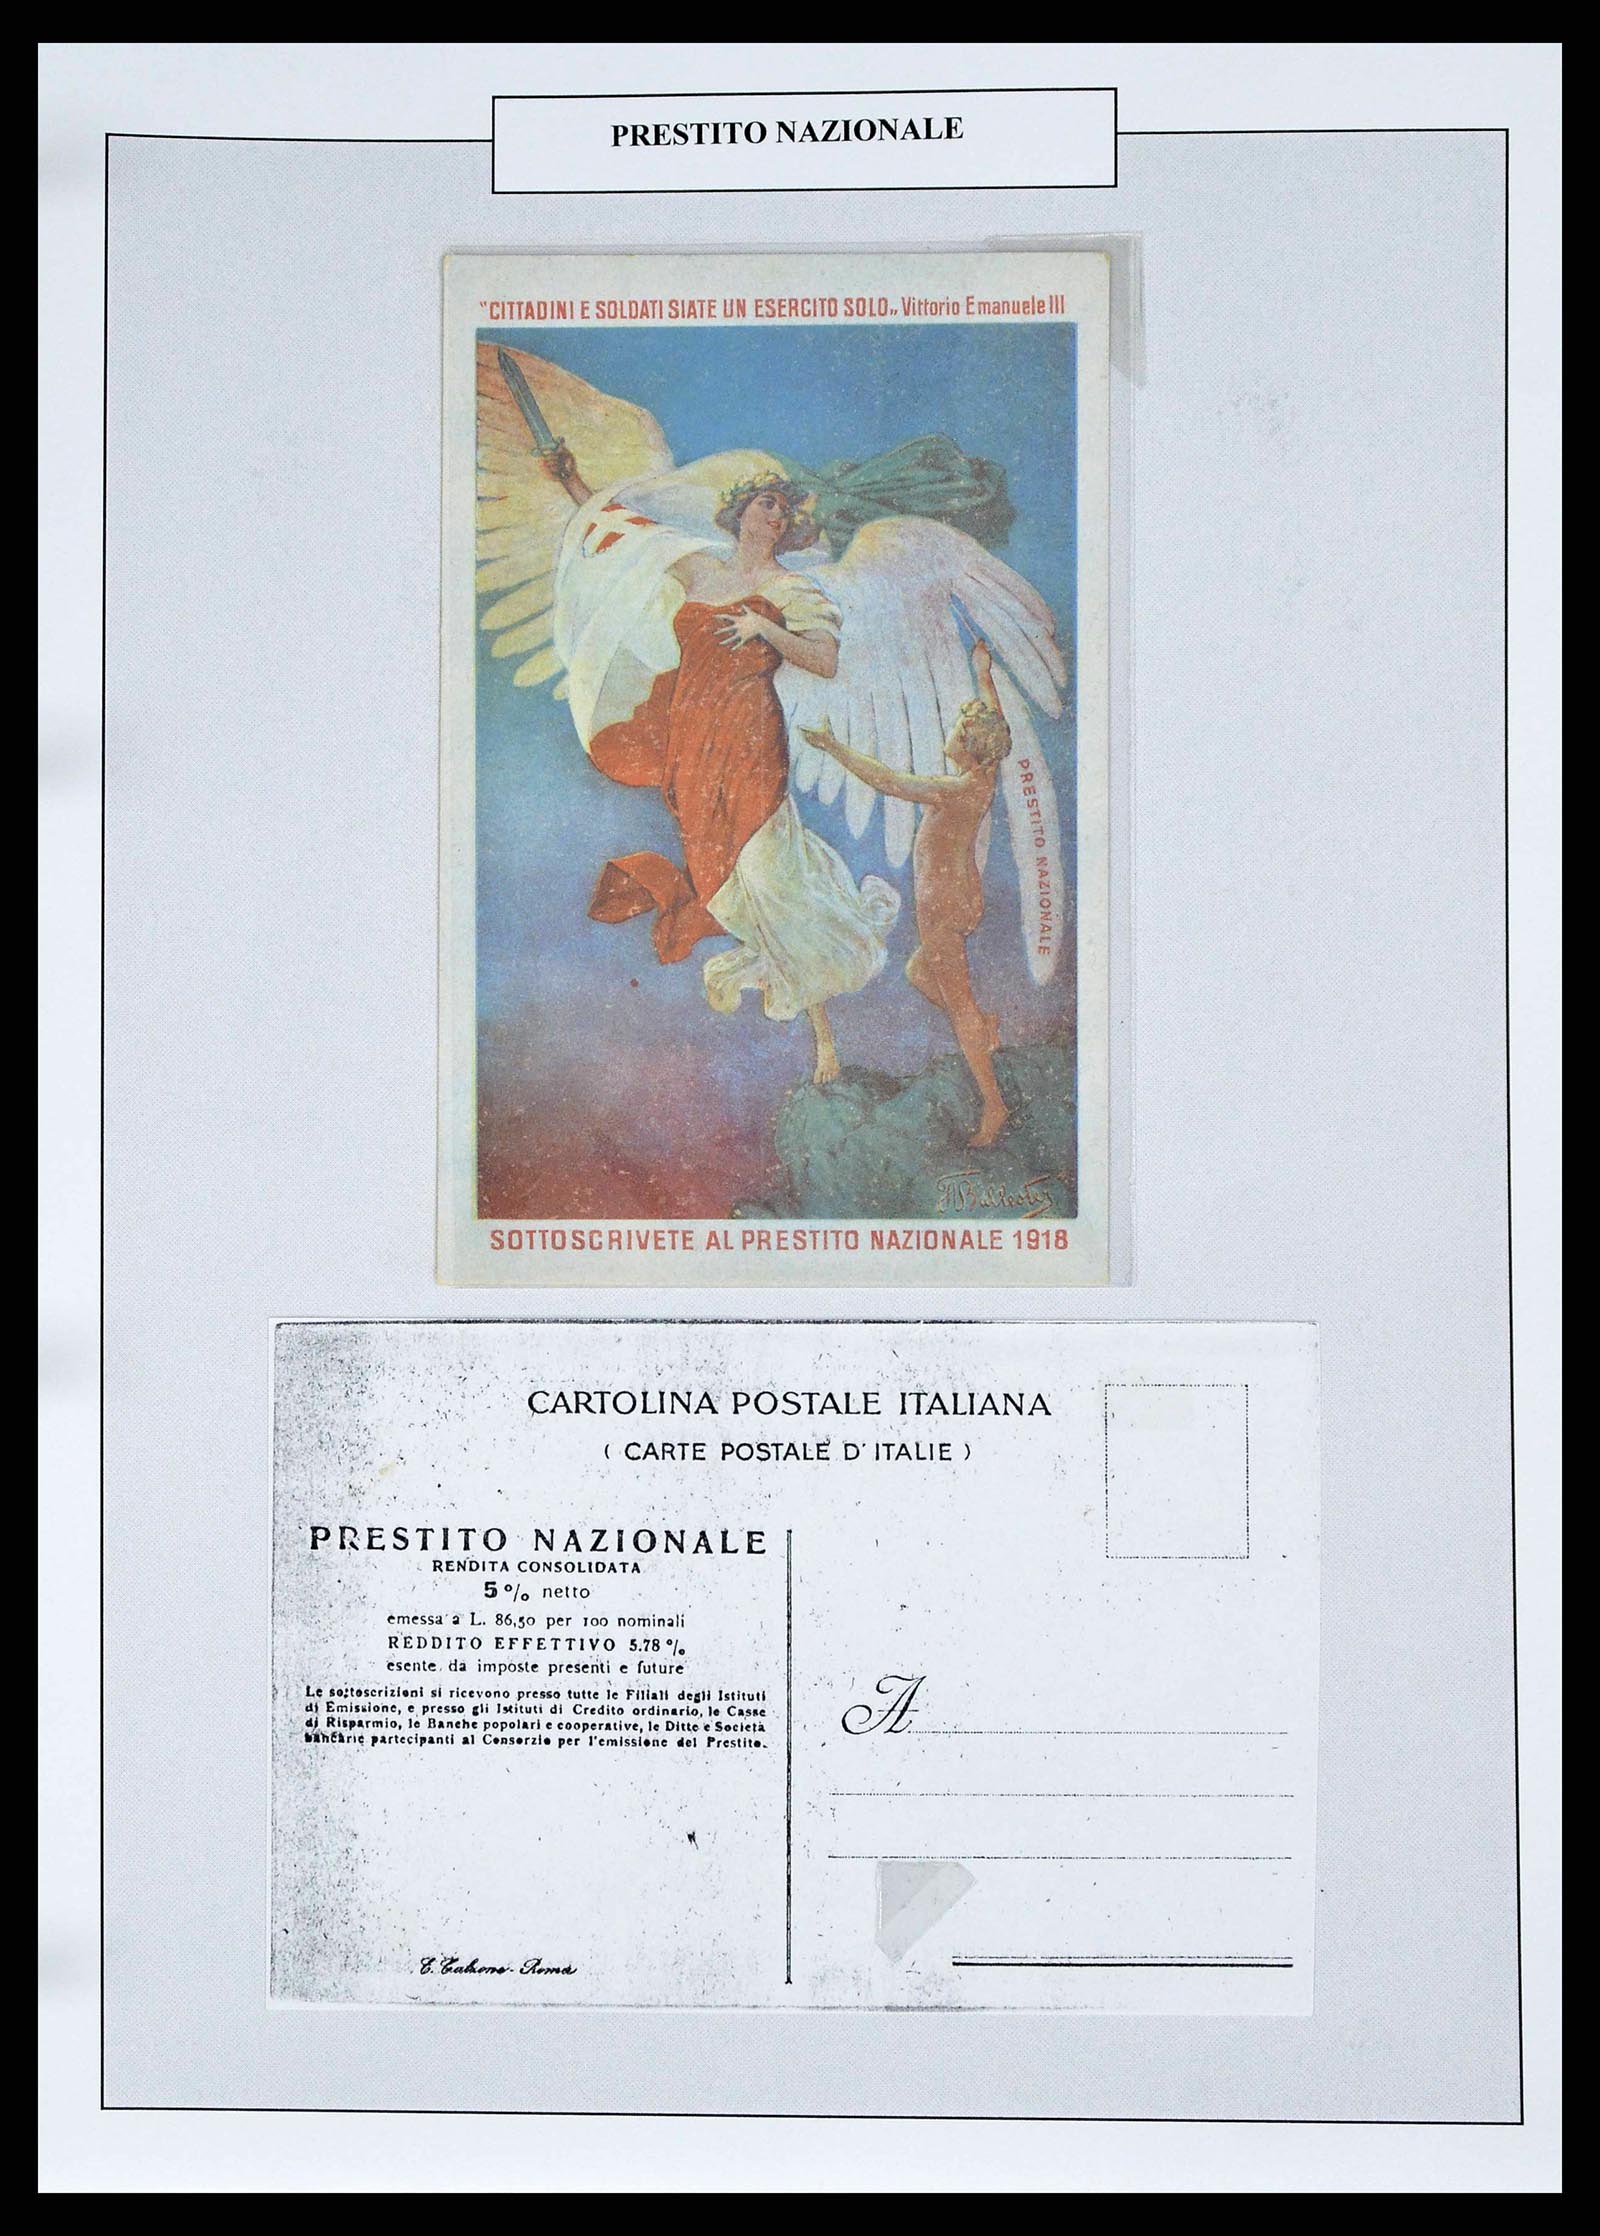 PRESTITO NAZIONALE
"CITTADINI E SOLDATI SIATE UN ESERCITO SOLO„ Vittorio Emanuele III
PRESTITO NAZIONALE
SOTTOSCRIVETE AL PRESTITO NAZIONALE 1918
CARTOLINA POSTALE ITALIANA
( CARTE POSTALE D'ITALIE )
PRESTITO NAZIONALE
RENDITA CONSOLIDATA
5 % netto
emessa a L. 86,50 per 100 nominali
REDDITO EFFETTIVO 5.78 %
esente da imposte presenti e future
Le sottoscrizioni si ricevono presso tutte le Filiali degli Istituti
di Emissione, e presso gli Istituti di Credito ordinario, le Casse
di Risparmio, le Banche popolari e cooperative, le Ditte e Società
bancarie partecipanti al Consorzio per l'emissione del Prestito.
A
- Roma